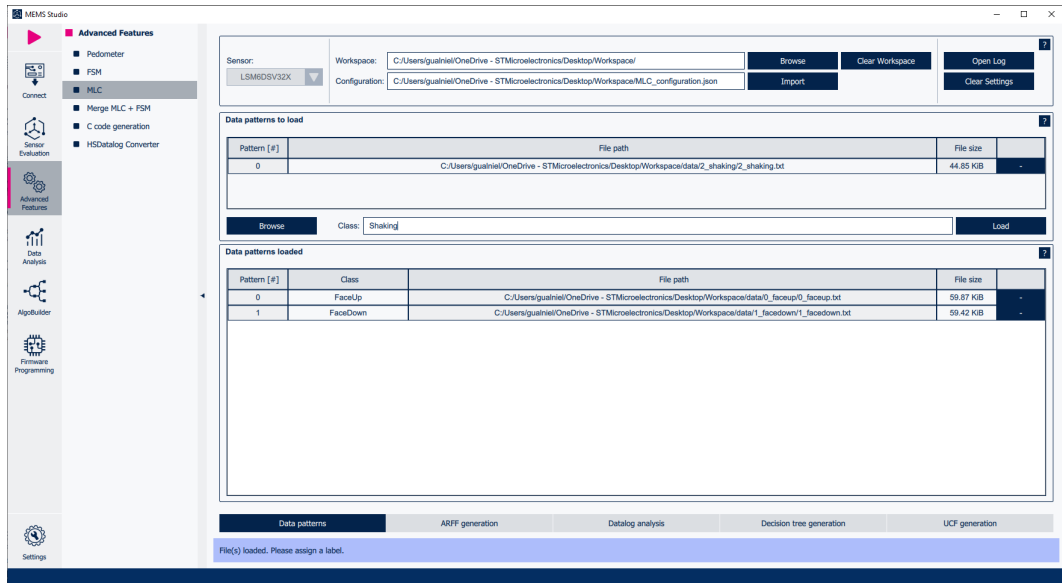 MEMS Studio
Connect
Sensor
Evaluation
Advanced
Features
Data
Analysis
AlgoBuilder
Firmware
Programming
Settings
Advanced Features
Pedometer
FSM
MLC
Merge MLC + FSM
C code generation
HSDatalog Converter
?
Sensor:
LSM6DSV32X
Workspace:
C:/Users/gualniel/OneDrive - STMicroelectronics/Desktop/Workspace/
Browse
Clear Workspace
Open Log
Configuration:
C:/Users/gualniel/OneDrive - STMicroelectronics/Desktop/Workspace/MLC_configuration.json
Import
Clear Settings
Data patterns to load
?
Pattern [#] File path File size
0 C:/Users/gualniel/OneDrive - STMicroelectronics/Desktop/Workspace/data/2_shaking/2_shaking.txt 44.85 KiB -
Browse Class: Shaking Load
Data patterns loaded
?
Pattern [#] Class File path File size
0 FaceUp C:/Users/gualniel/OneDrive - STMicroelectronics/Desktop/Workspace/data/0_faceup/0_faceup.txt 59.87 KiB -
1 FaceDown C:/Users/gualniel/OneDrive - STMicroelectronics/Desktop/Workspace/data/1_facedown/1_facedown.txt 59.42 KiB -
Data patterns ARFF generation Datalog analysis Decision tree generation UCF generation
File(s) loaded. Please assign a label.